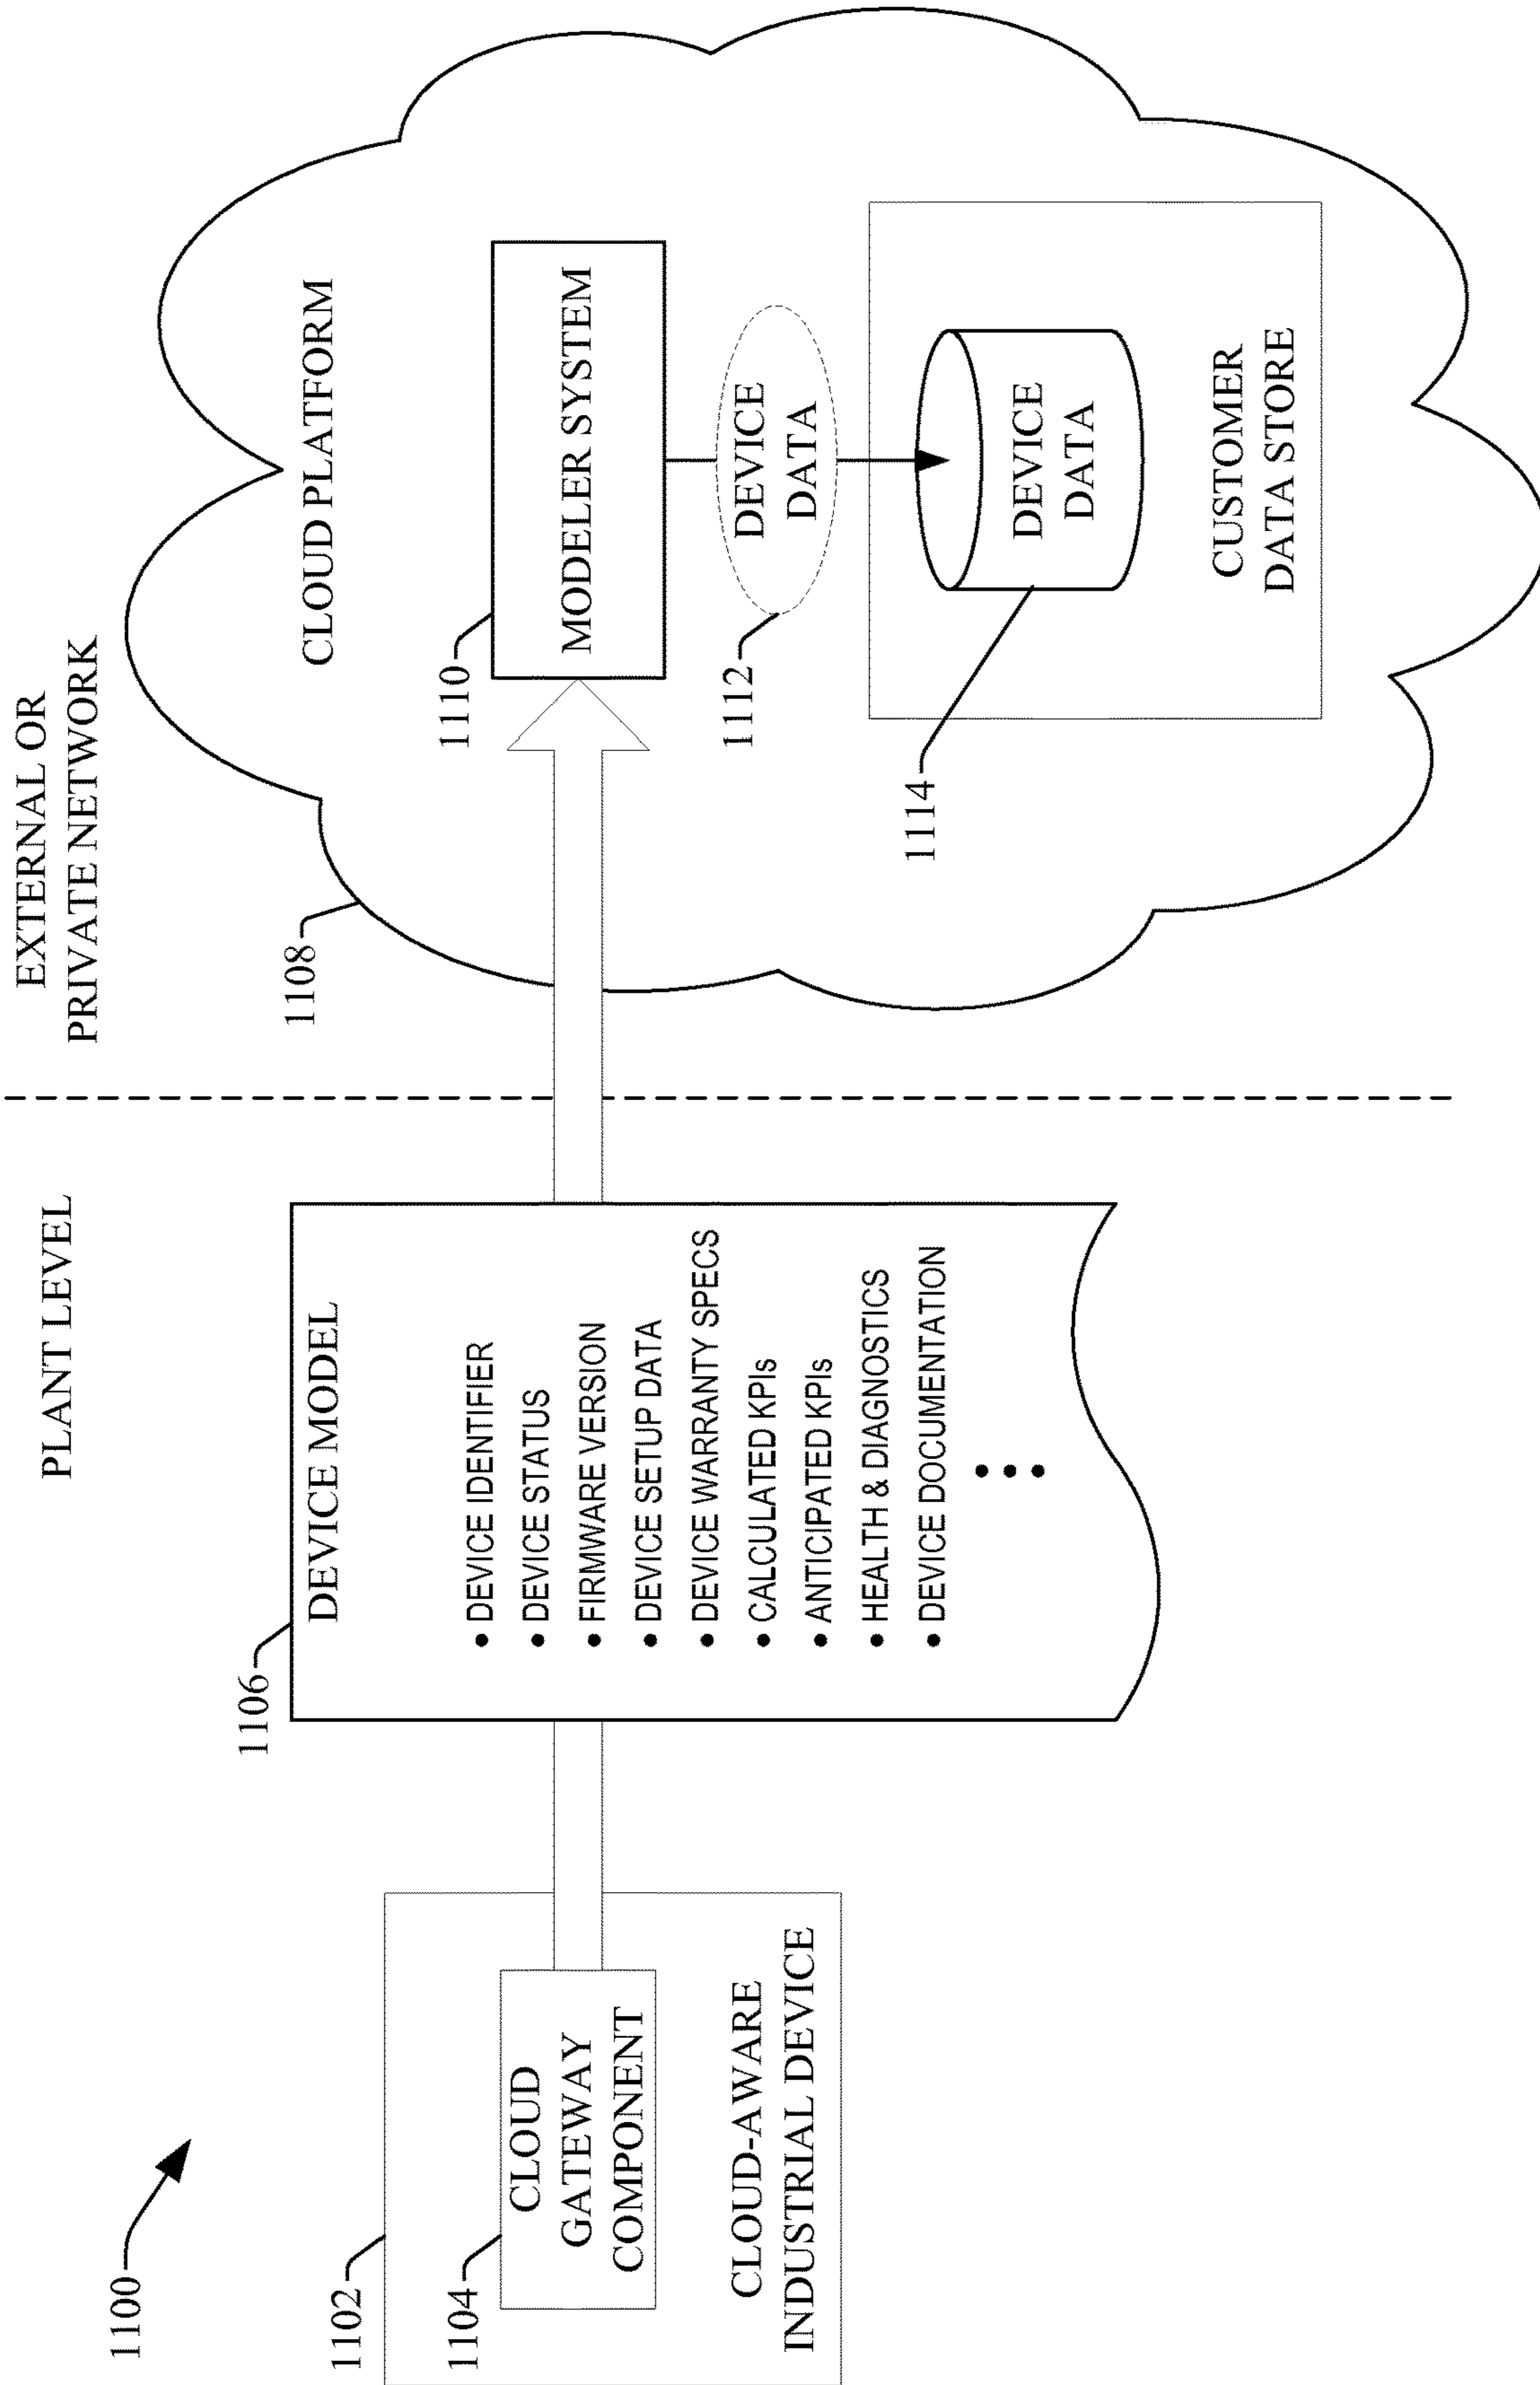 1100
PLANT LEVEL
EXTERNAL OR
PRIVATE NETWORK
1102
1104
CLOUD
GATEWAY
COMPONENT
CLOUD-AWARE
INDUSTRIAL DEVICE
1106
DEVICE MODEL
• DEVICE IDENTIFIER
• DEVICE STATUS
• FIRMWARE VERSION
• DEVICE SETUP DATA
• DEVICE WARRANTY SPECS
• CALCULATED KPIs
• ANTICIPATED KPIs
• HEALTH & DIAGNOSTICS
• DEVICE DOCUMENTATION
1108
CLOUD PLATFORM
1110
MODELER SYSTEM
1112
DEVICE
DATA
1114
DEVICE
DATA
CUSTOMER
DATA STORE